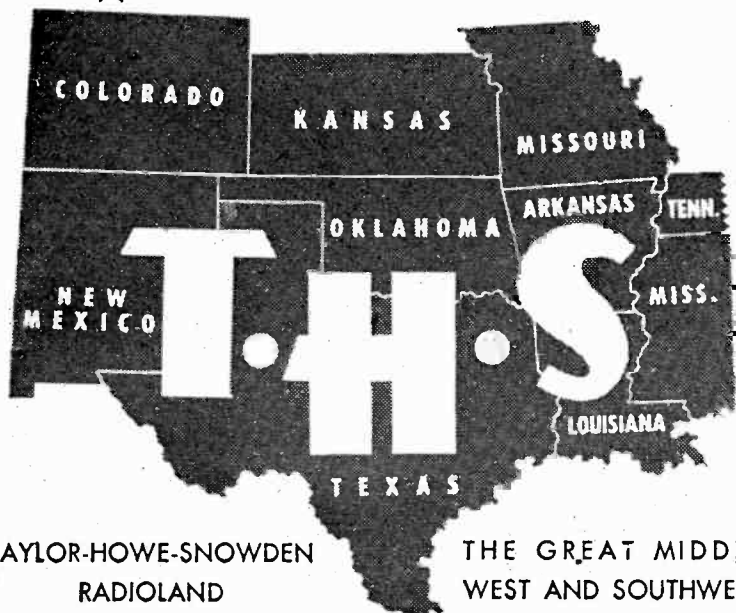 COLORADO
KANSAS
MISSOURI
OKLAHOMA
ARKANSAS
TENN.
NEW
MEXICO
MISS.
T.H.S
LOUISIANA
TEXAS
AYLOR-HOWE-SNOWDEN
RADIOLAND
THE GREAT MIDD
WEST AND SOUTHWE